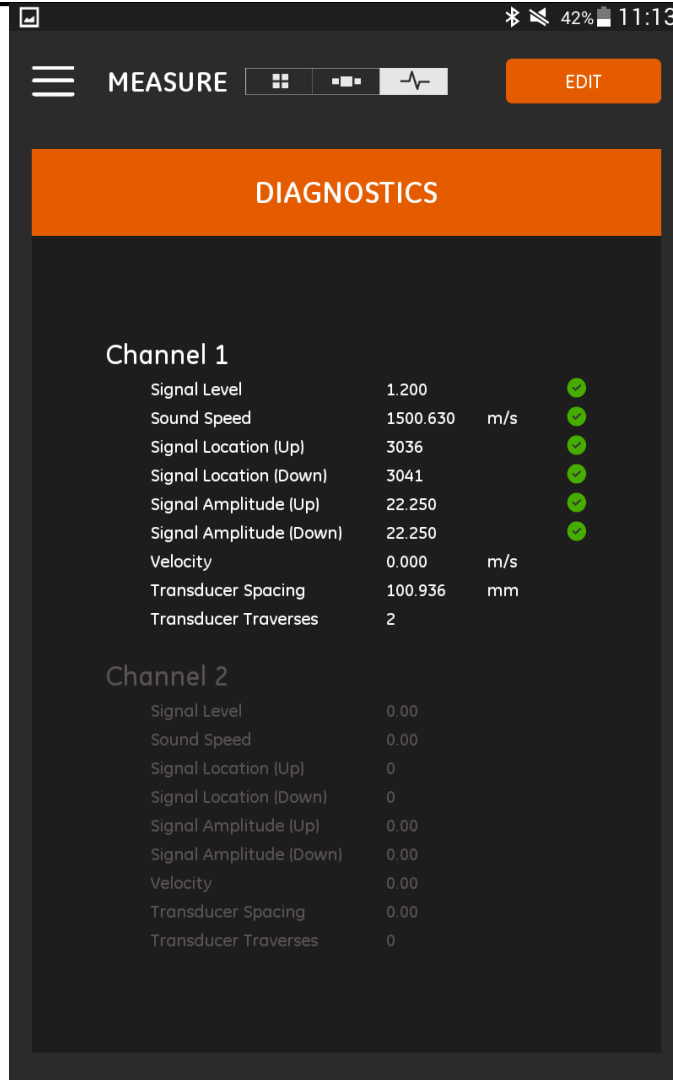 42% 11:13
MEASURE EDIT
DIAGNOSTICS
Channel 1
Signal Level 1.200
Sound Speed 1500.630 m/s
Signal Location (Up) 3036
Signal Location (Down) 3041
Signal Amplitude (Up) 22.250
Signal Amplitude (Down) 22.250
Velocity 0.000 m/s
Transducer Spacing 100.936 mm
Transducer Traverses 2
Channel 2
Signal Level 0.00
Sound Speed 0.00
Signal Location (Up) 0
Signal Location (Down) 0
Signal Amplitude (Up) 0.00
Signal Amplitude (Down) 0.00
Velocity 0.00
Transducer Spacing 0.00
Transducer Traverses 0